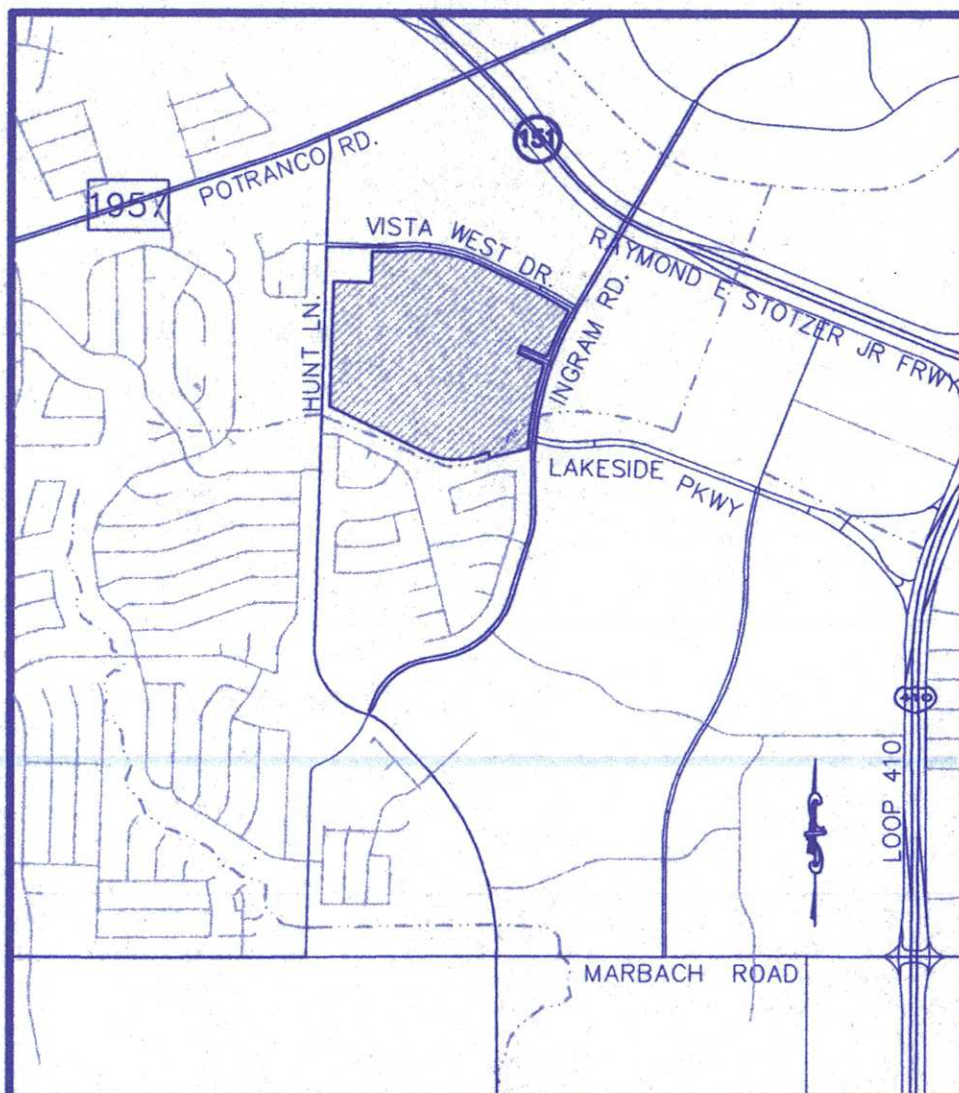 151
1957
POTRANCO RD.
VISTA WEST DR.
RAYMOND E. STOTZER JR FRWY
HUNT LN.
INGRAM RD.
LAKESIDE PKWY
410
LOOP 410
MARBACH ROAD